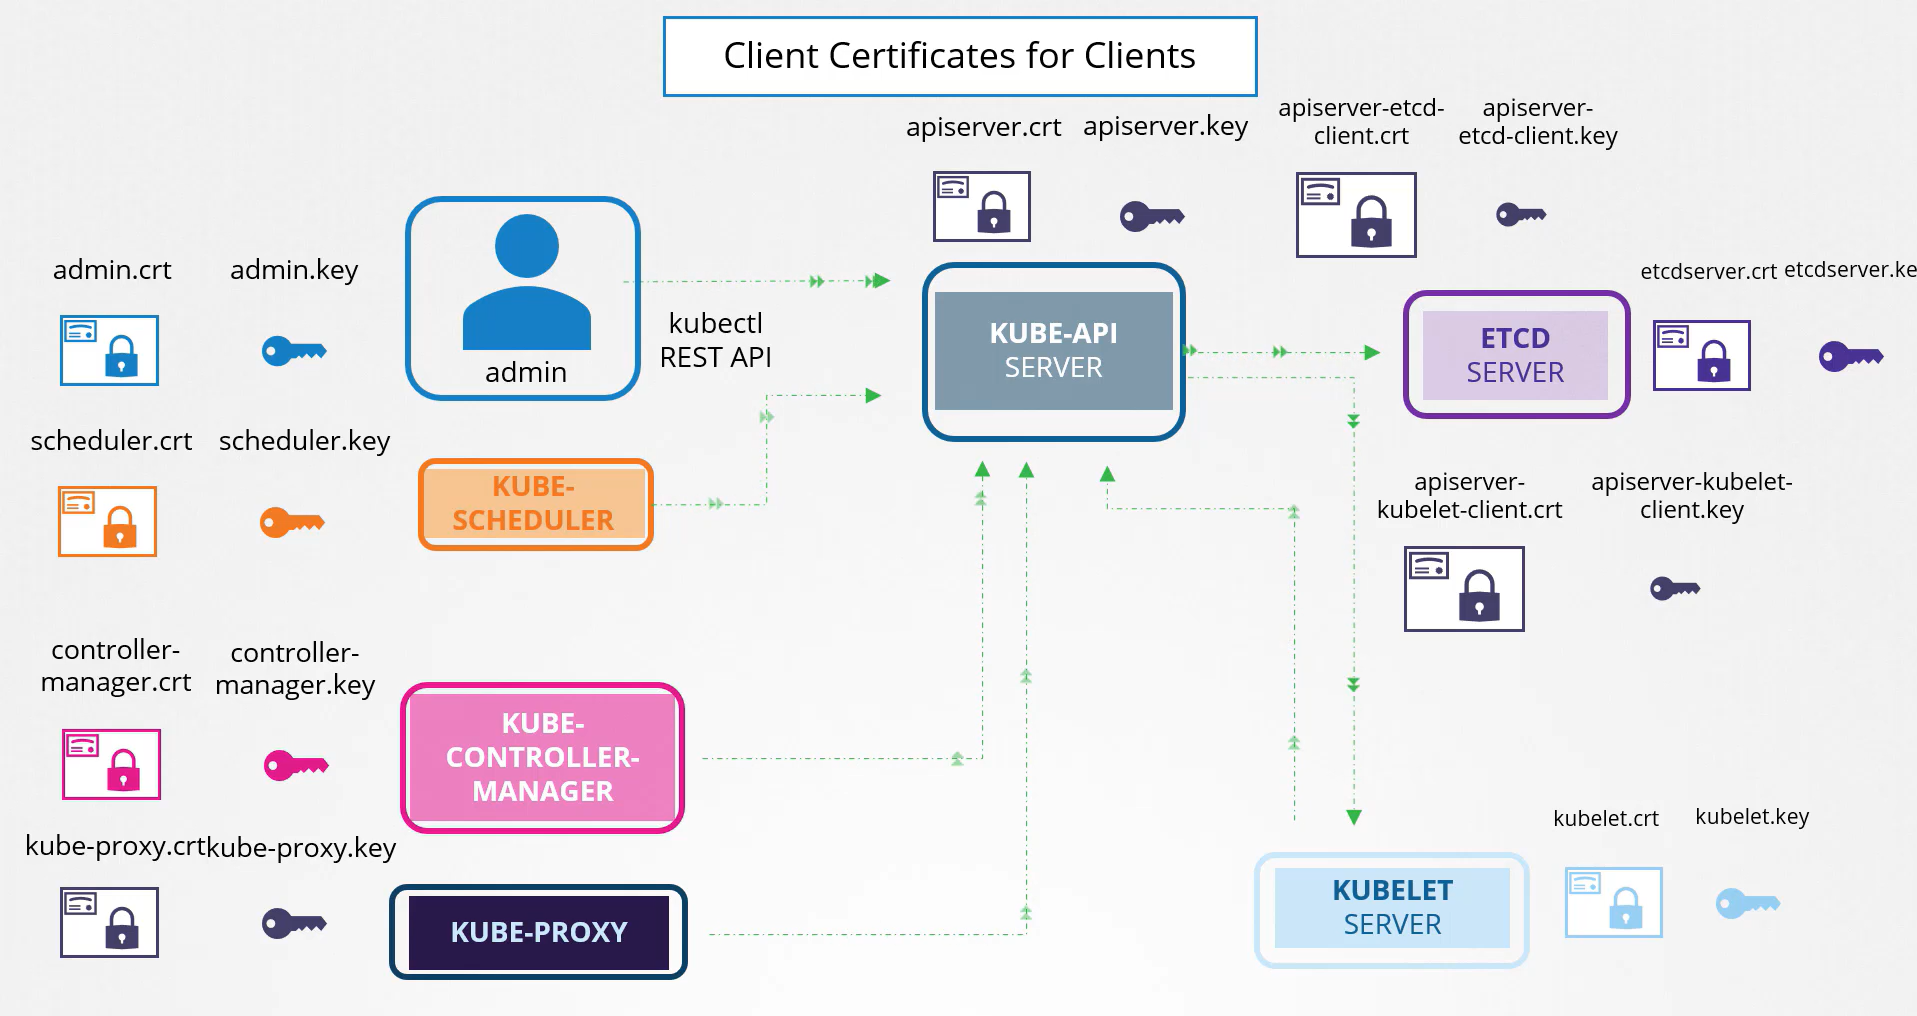 Client Certificates for Clients
apiserver.crt
apiserver.key
apiserver-etcd-
client.crt
apiserver-
etcd-client.key
admin.crt
admin.key
admin
kubectl
REST API
KUBE-API
SERVER
ETCD
SERVER
etcdserver.crt
etcdserver.ke
scheduler.crt
scheduler.key
KUBE-
SCHEDULER
apiserver-
kubelet-client.crt
apiserver-kubelet-
client.key
controller-
manager.crt
controller-
manager.key
KUBE-
CONTROLLER-
MANAGER
kube-proxy.crt
kube-proxy.key
KUBE-PROXY
kubelet.crt
kubelet.key
KUBELET
SERVER